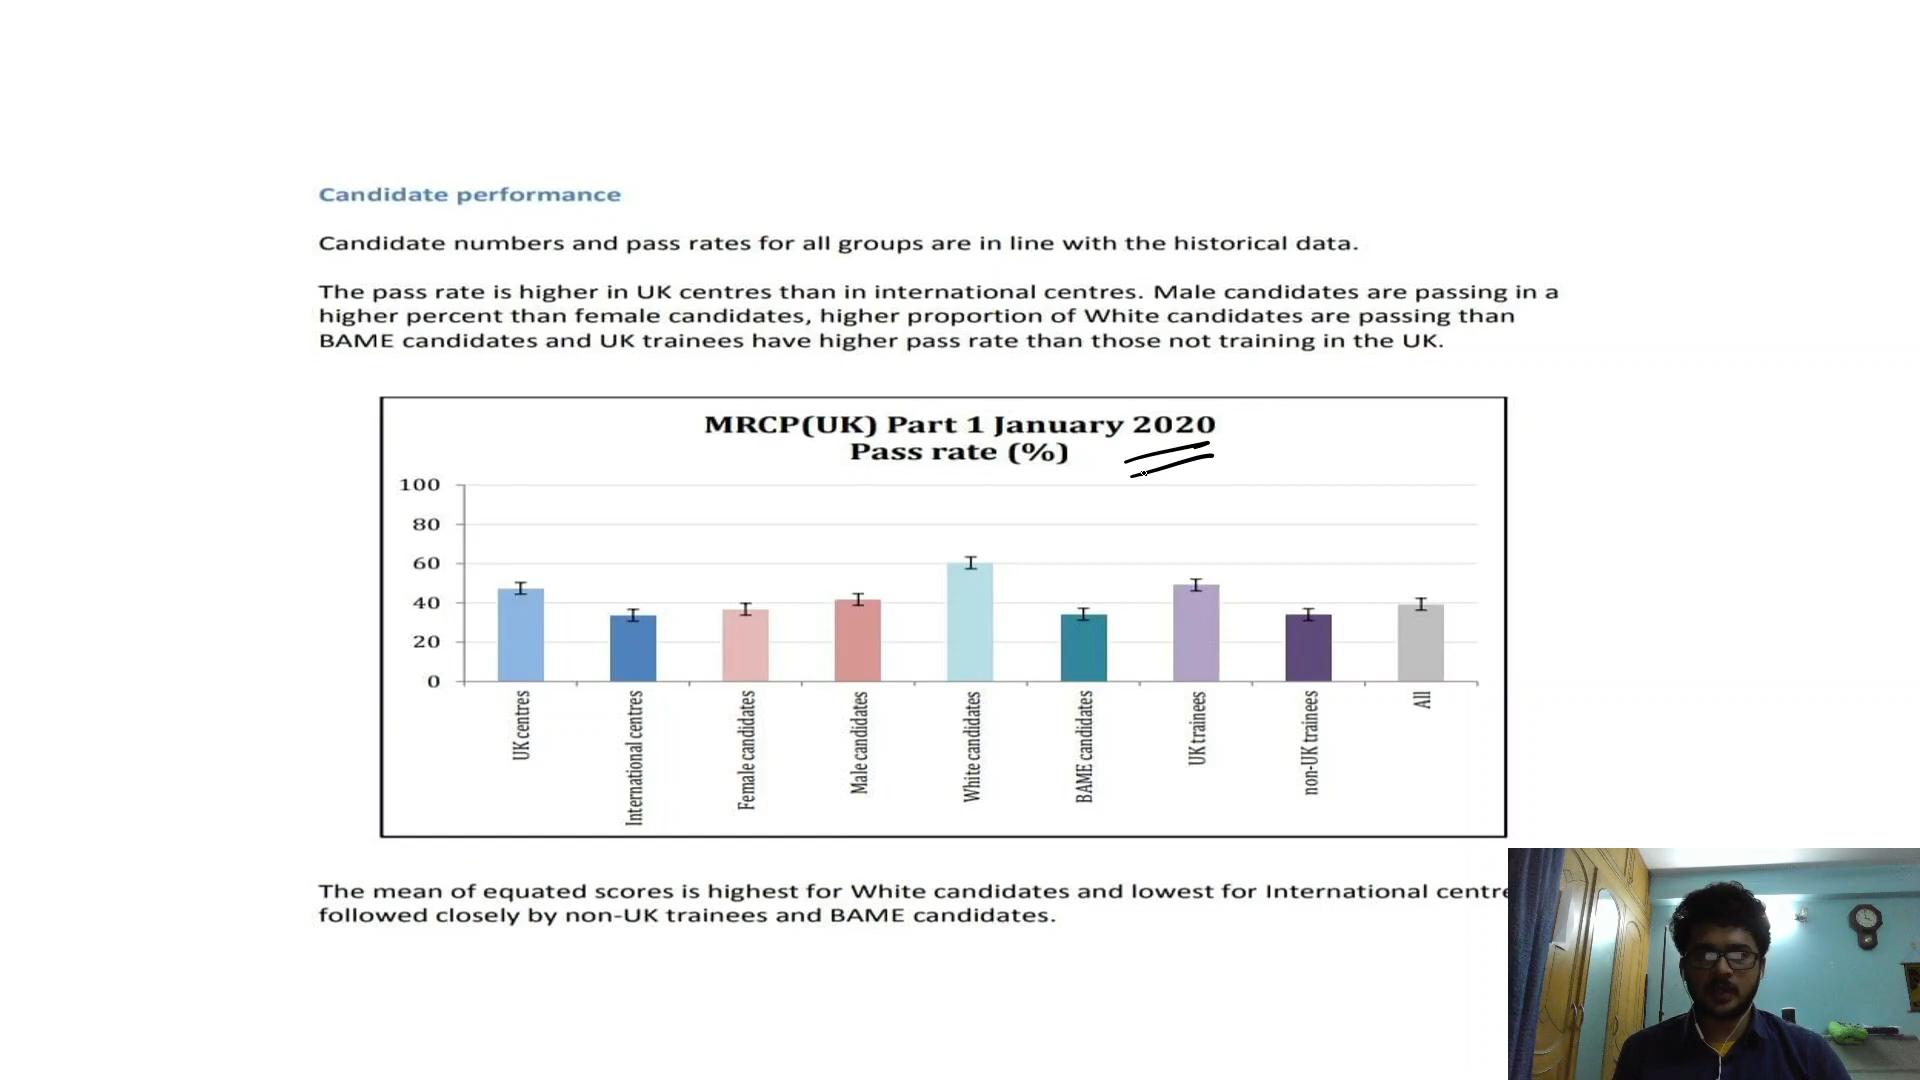 Candidate performance
Candidate numbers and pass rates for all groups are in line with the historical data.
The pass rate is higher in UK centres than in international centres. Male candidates are passing in a
higher percent than female candidates, higher proportion of White candidates are passing than
BAME candidates and UK trainees have higher pass rate than those not training in the UK.
MRCP(UK) Part 1 January 2020
Pass rate (%)
100
80
60
40
20
0
UK centres
International centres
Female candidates
Male candidates
White candidates
BAME candidates
UK trainees
non-UK trainees
All
The mean of equated scores is highest for White candidates and lowest for International centre
followed closely by non-UK trainees and BAME candidates.